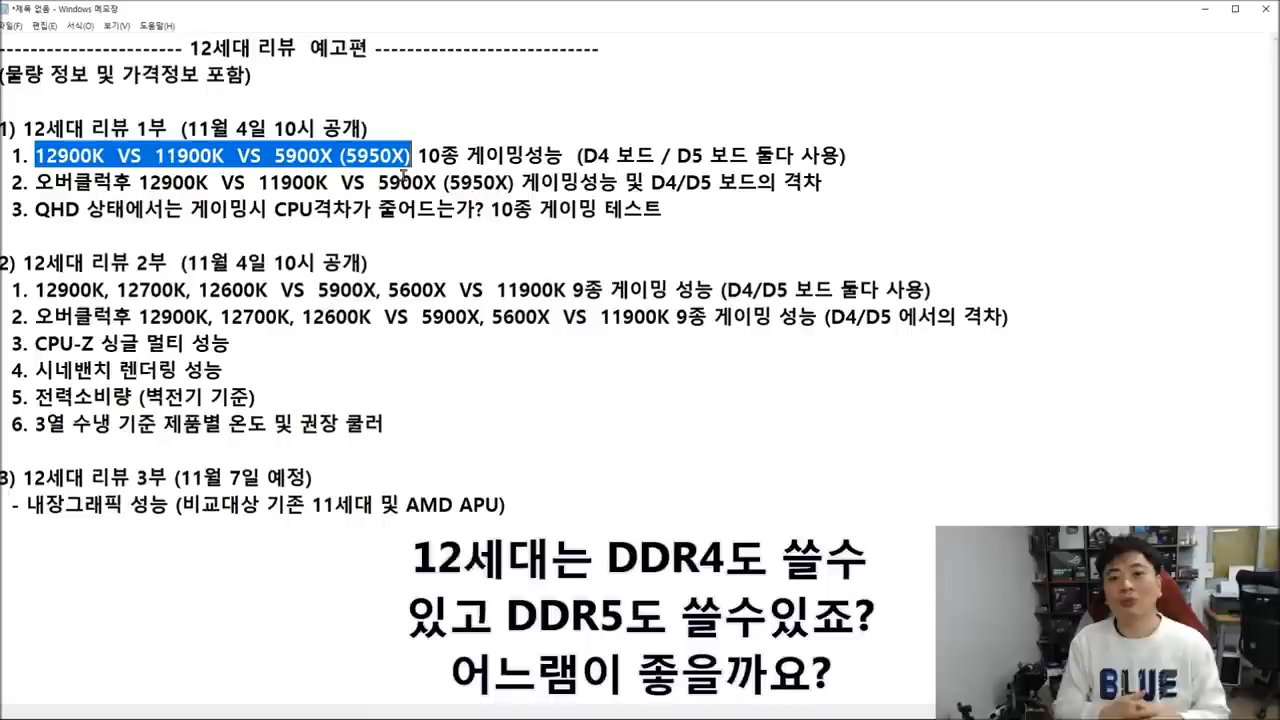 *제목 없음 - Windows 메모장
파일(F) 편집(E) 서식(O) 보기(V) 도움말(H)
----------------------- 12세대 리뷰 예고편 ----------------------------
(물량 정보 및 가격정보 포함)
1) 12세대 리뷰 1부 (11월 4일 10시 공개)
1. 12900K VS 11900K VS 5900X (5950X) 10종 게이밍성능 (D4 보드 / D5 보드 둘다 사용)
2. 오버클럭후 12900K VS 11900K VS 5900X (5950X) 게이밍성능 및 D4/D5 보드의 격차
3. QHD 상태에서는 게이밍시 CPU격차가 줄어드는가? 10종 게이밍 테스트
2) 12세대 리뷰 2부 (11월 4일 10시 공개)
1. 12900K, 12700K, 12600K VS 5900X, 5600X VS 11900K 9종 게이밍 성능 (D4/D5 보드 둘다 사용)
2. 오버클럭후 12900K, 12700K, 12600K VS 5900X, 5600X VS 11900K 9종 게이밍 성능 (D4/D5 에서의 격차)
3. CPU-Z 싱글 멀티 성능
4. 시네밴치 렌더링 성능
5. 전력소비량 (벽전기 기준)
6. 3열 수냉 기준 제품별 온도 및 권장 쿨러
3) 12세대 리뷰 3부 (11월 7일 예정)
- 내장그래픽 성능 (비교대상 기존 11세대 및 AMD APU)
12세대는 DDR4도 쓸수
있고 DDR5도 쓸수있죠?
어느램이 좋을까요?
BLUE